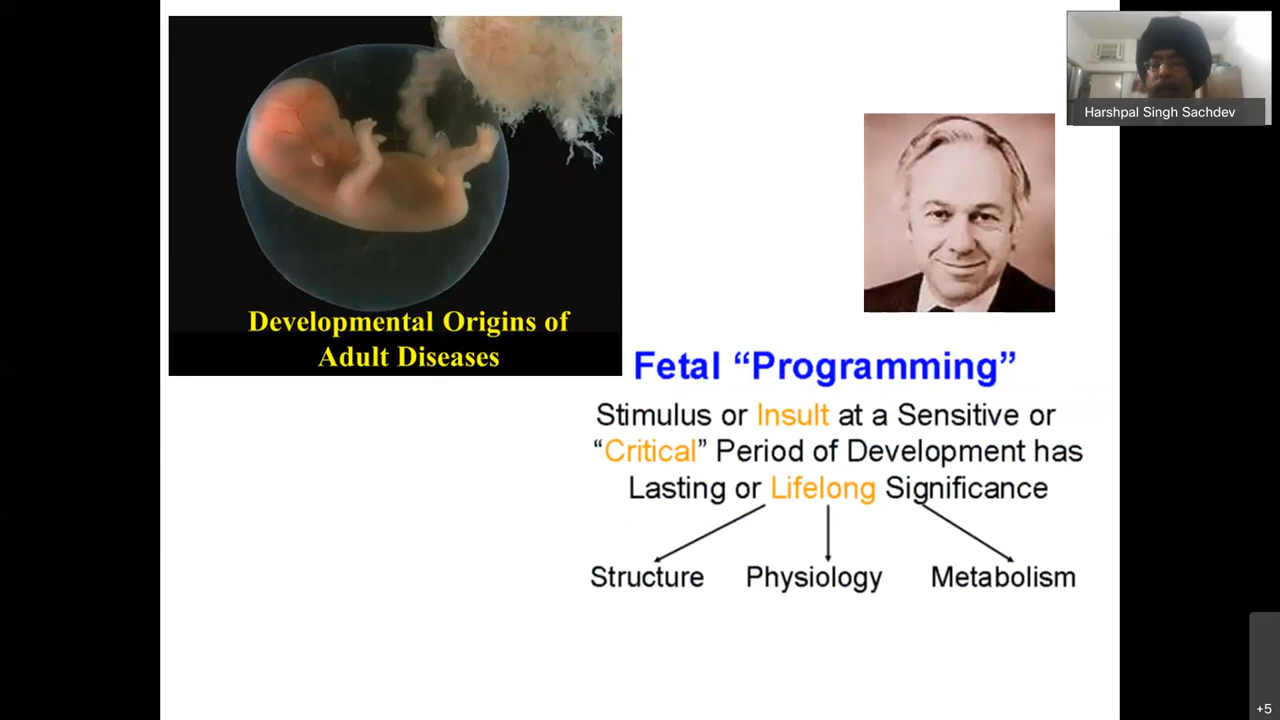 Harshpal Singh Sachdev
Developmental Origins of
Adult Diseases
Fetal “Programming”
Stimulus or Insult at a Sensitive or
“Critical” Period of Development has
Lasting or Lifelong Significance
Structure Physiology Metabolism
+5